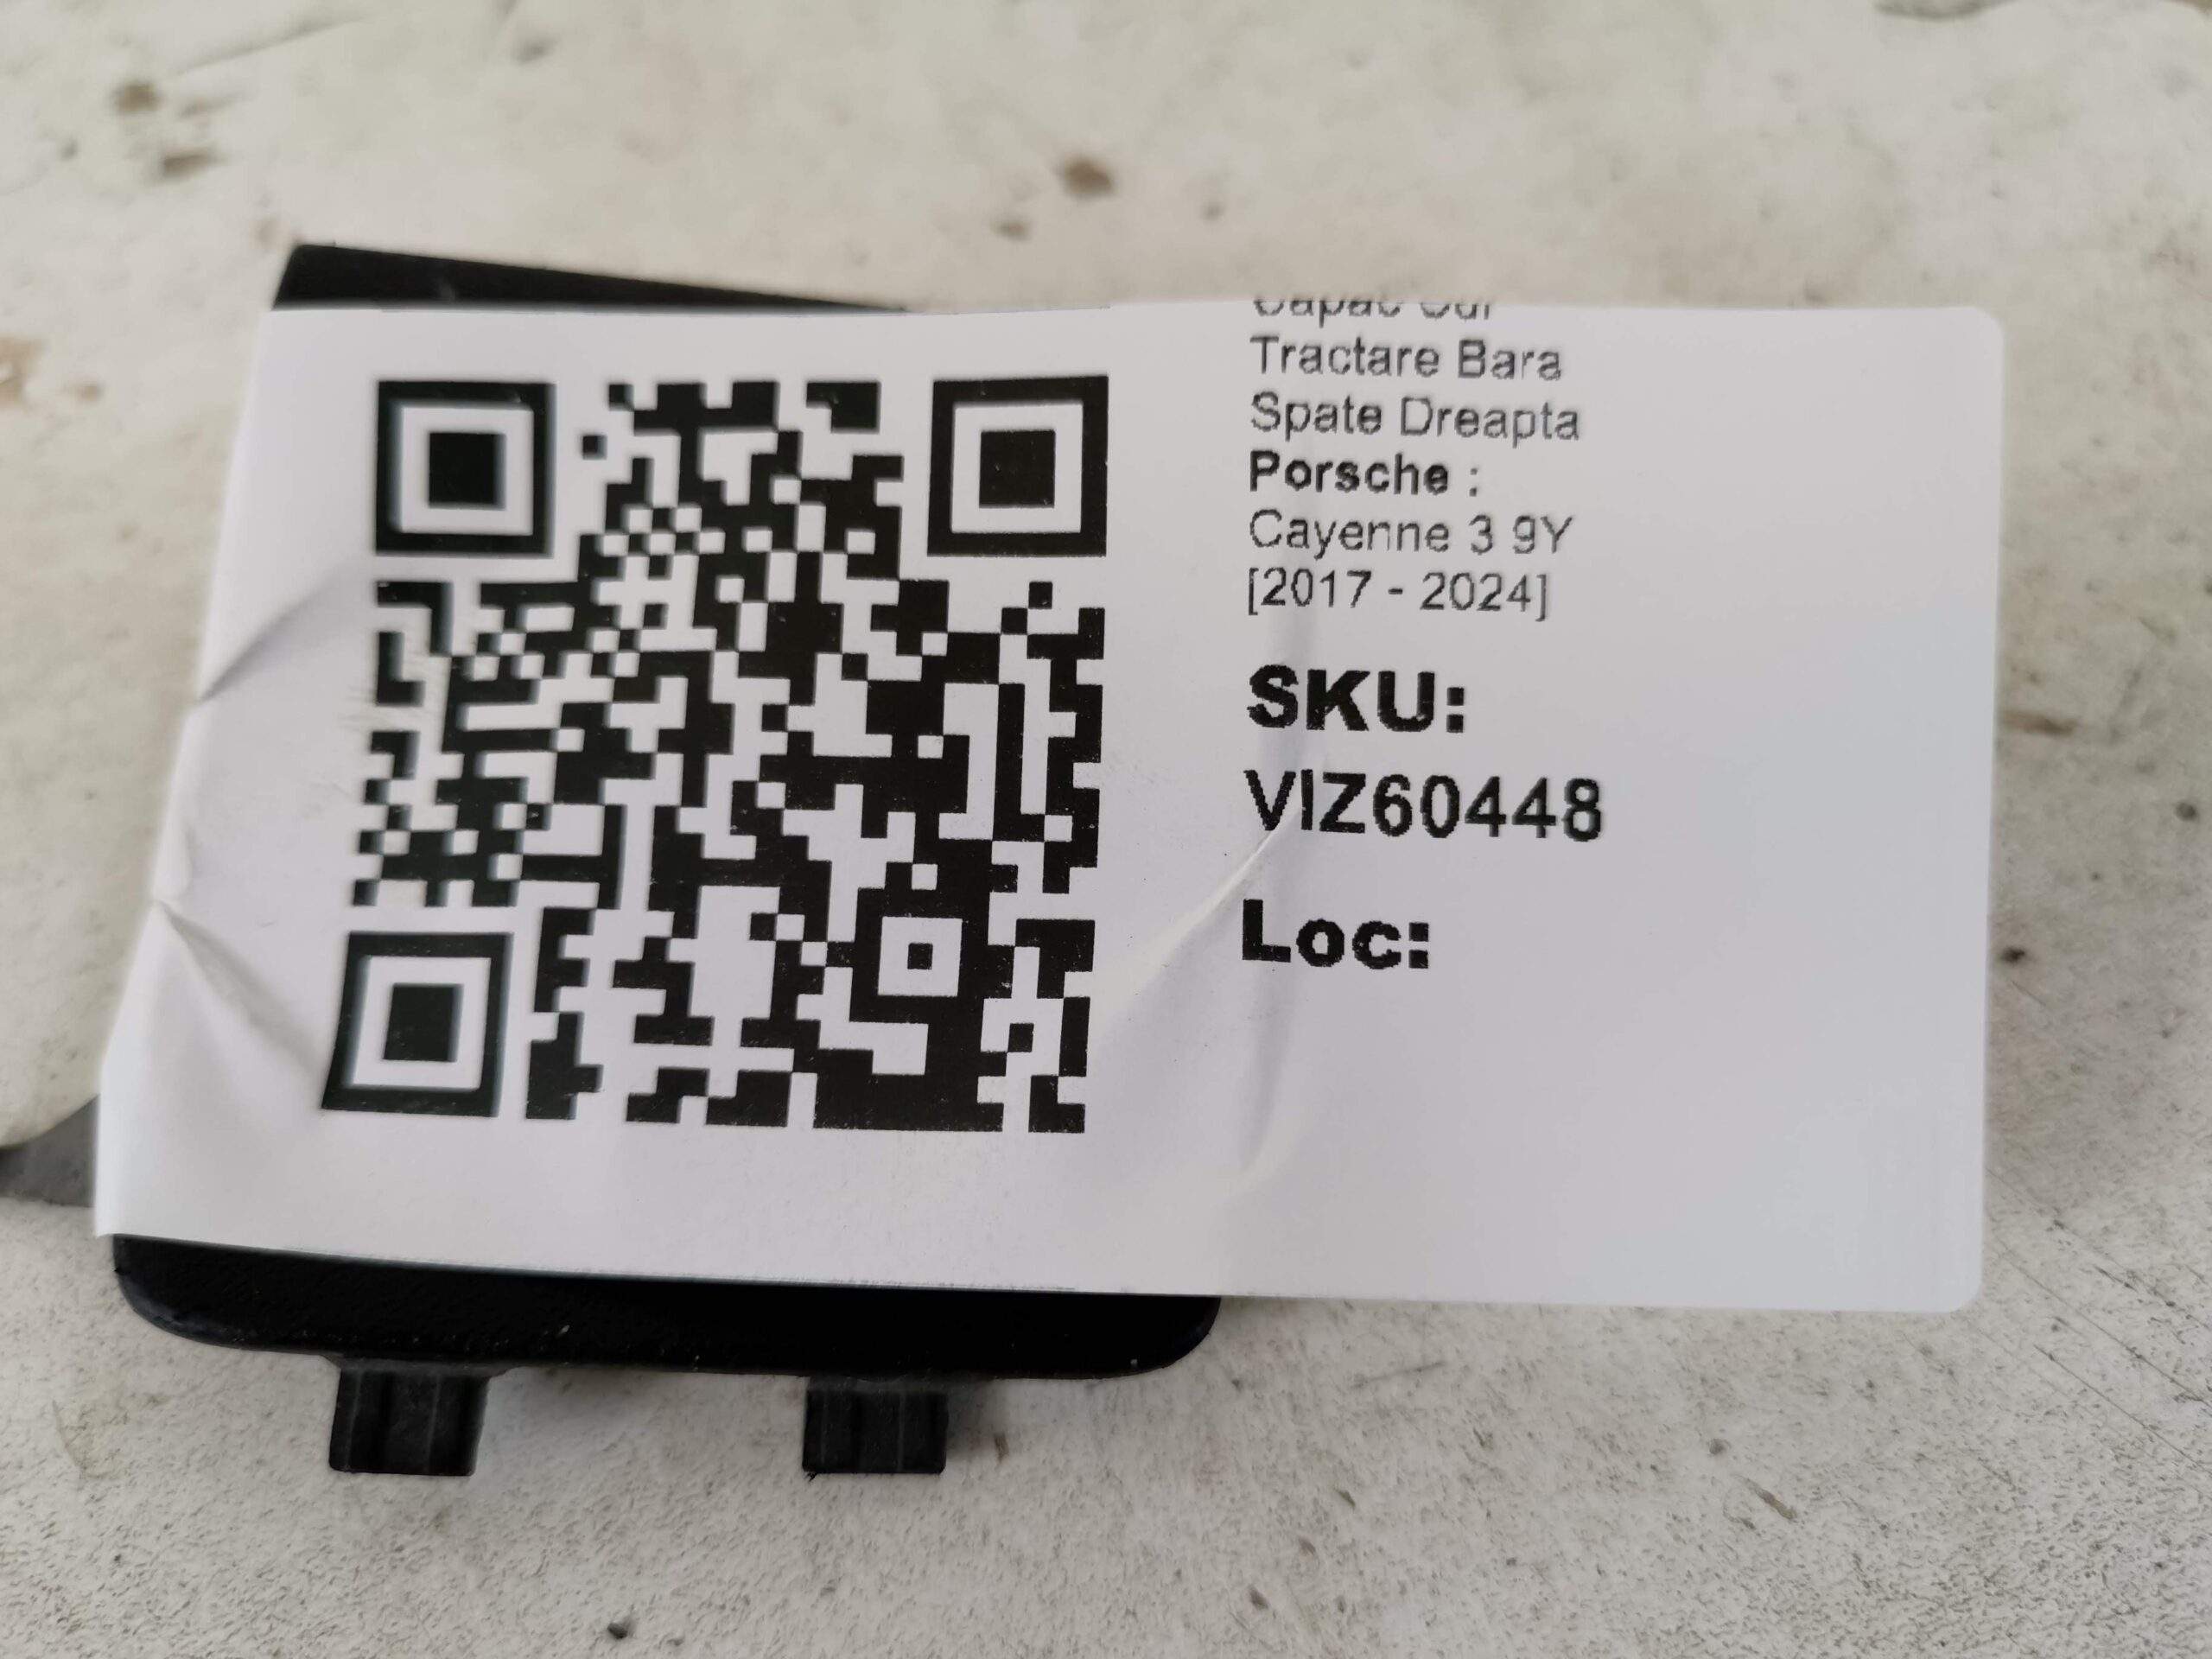 Tractare Bara
Spate Dreapta
Porsche :
Cayenne 3 9Y
[2017 - 2024]
SKU:
VIZ60448
Loc: